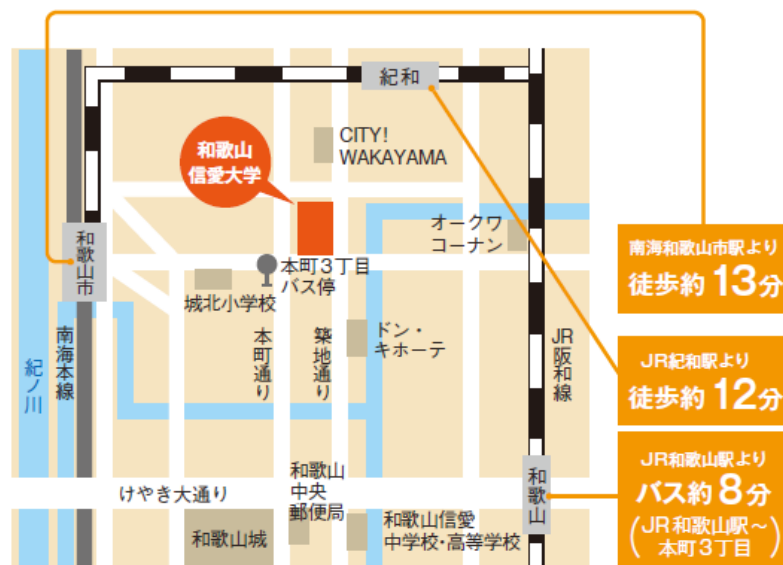 紀和
CITY!
WAKAYAMA
和歌山
信愛大学
オークワ
コーナン
和歌山市
本町3丁目
バス停
城北小学校
南海和歌山市駅より
徒歩約13分
ドン・
キホーテ
南海本線
紀ノ川
本町通り
築地通り
JR阪和線
JR紀和駅より
徒歩約12分
けやき大通り
和歌山
中央
郵便局
和歌山城
和歌山信愛
中学校・高等学校
和歌山
JR和歌山駅より
バス約8分
(JR和歌山駅～
本町3丁目)